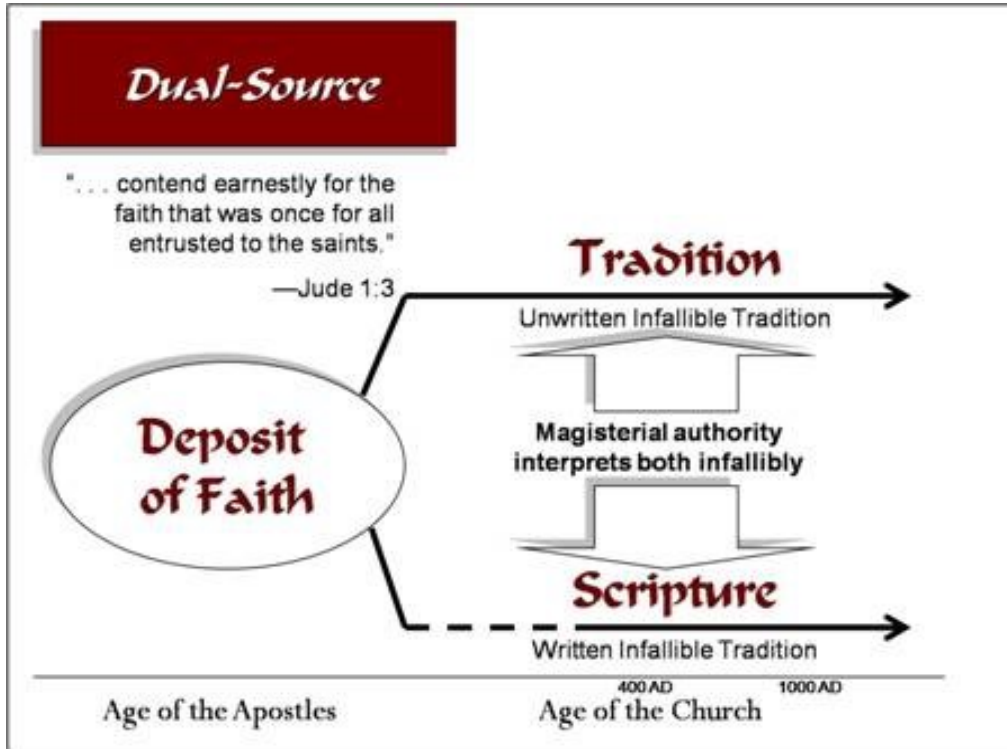 Dual-Source
". . . contend earnestly for the
faith that was once for all
entrusted to the saints."
—Jude 1:3
Tradition
Unwritten Infallible Tradition
Deposit
of Faith
Magisterial authority
interprets both infallibly
Scripture
Written Infallible Tradition
400 AD
1000 AD
Age of the Apostles
Age of the Church